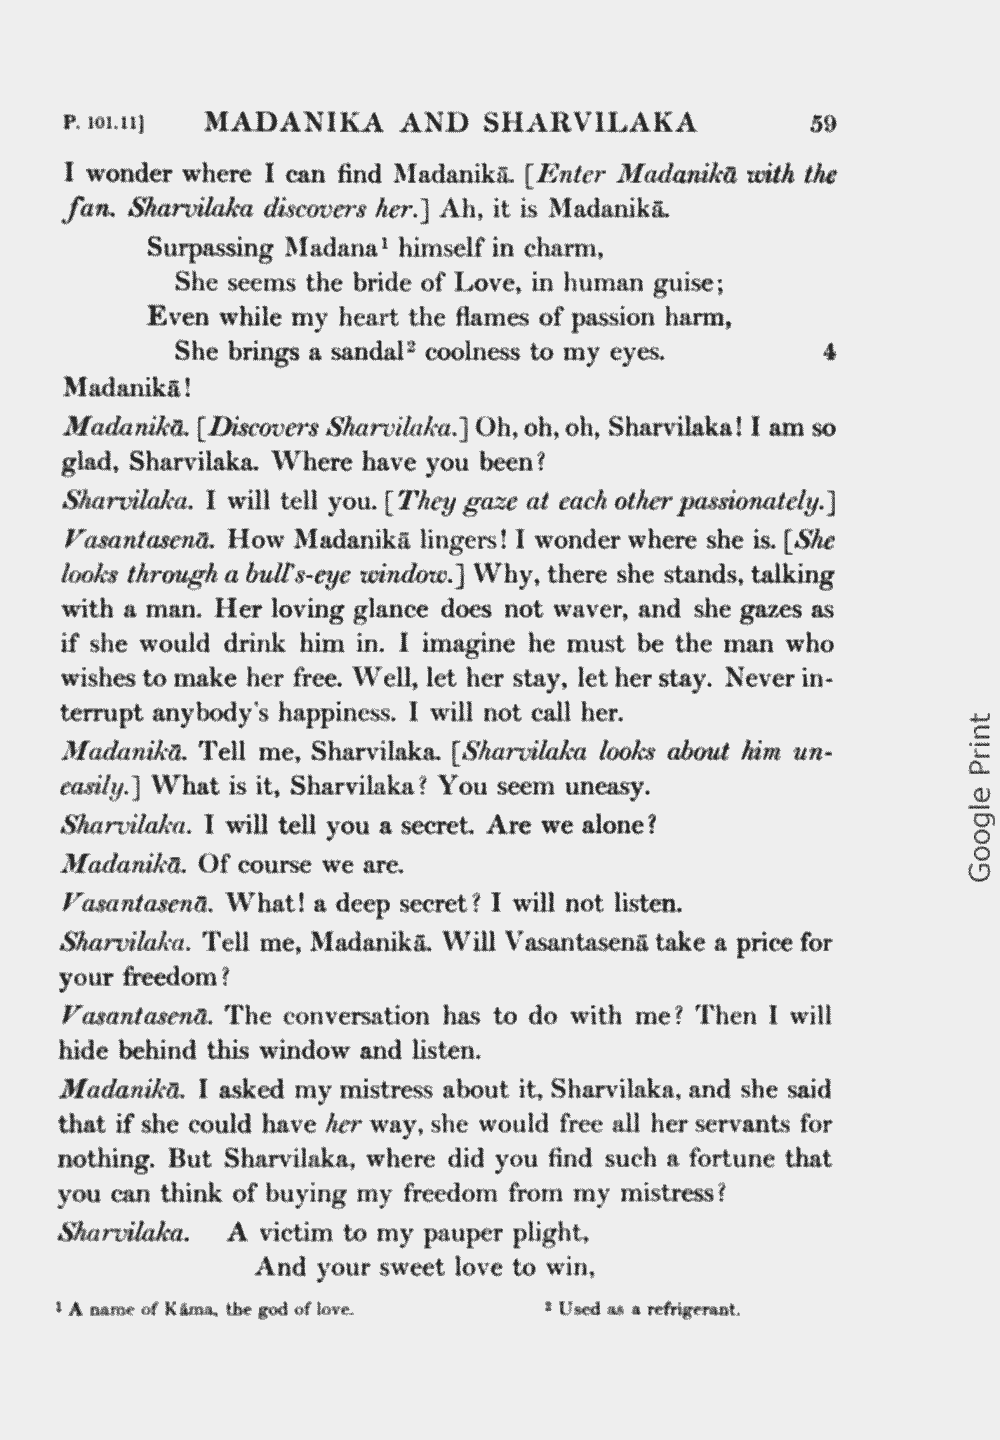 P. 101.11] MADANIKA AND SHARVILAKA 59
I wonder where I can find Madanikā. [Enter Madanikā with the
fan. Sharvilaka discovers her.] Ah, it is Madanikā.
Surpassing Madana¹ himself in charm,
She seems the bride of Love, in human guise;
Even while my heart the flames of passion harm,
She brings a sandal² coolness to my eyes. 4
Madanikā!
Madanikā. [Discovers Sharvilaka.] Oh, oh, oh, Sharvilaka! I am so
glad, Sharvilaka. Where have you been?
Sharvilaka. I will tell you. [They gaze at each other passionately.]
Vasantasenā. How Madanikā lingers! I wonder where she is. [She
looks through a bull's-eye window.] Why, there she stands, talking
with a man. Her loving glance does not waver, and she gazes as
if she would drink him in. I imagine he must be the man who
wishes to make her free. Well, let her stay, let her stay. Never in-
terrupt anybody's happiness. I will not call her.
Madanikā. Tell me, Sharvilaka. [Sharvilaka looks about him un-
easily.] What is it, Sharvilaka? You seem uneasy.
Sharvilaka. I will tell you a secret. Are we alone?
Madanikā. Of course we are.
Vasantasenā. What! a deep secret? I will not listen.
Sharvilaka. Tell me, Madanikā. Will Vasantasenā take a price for
your freedom?
Vasantasenā. The conversation has to do with me? Then I will
hide behind this window and listen.
Madanikā. I asked my mistress about it, Sharvilaka, and she said
that if she could have her way, she would free all her servants for
nothing. But Sharvilaka, where did you find such a fortune that
you can think of buying my freedom from my mistress?
Sharvilaka. A victim to my pauper plight,
And your sweet love to win,
¹ A name of Kāma, the god of love. ² Used as a refrigerant.
Google Print